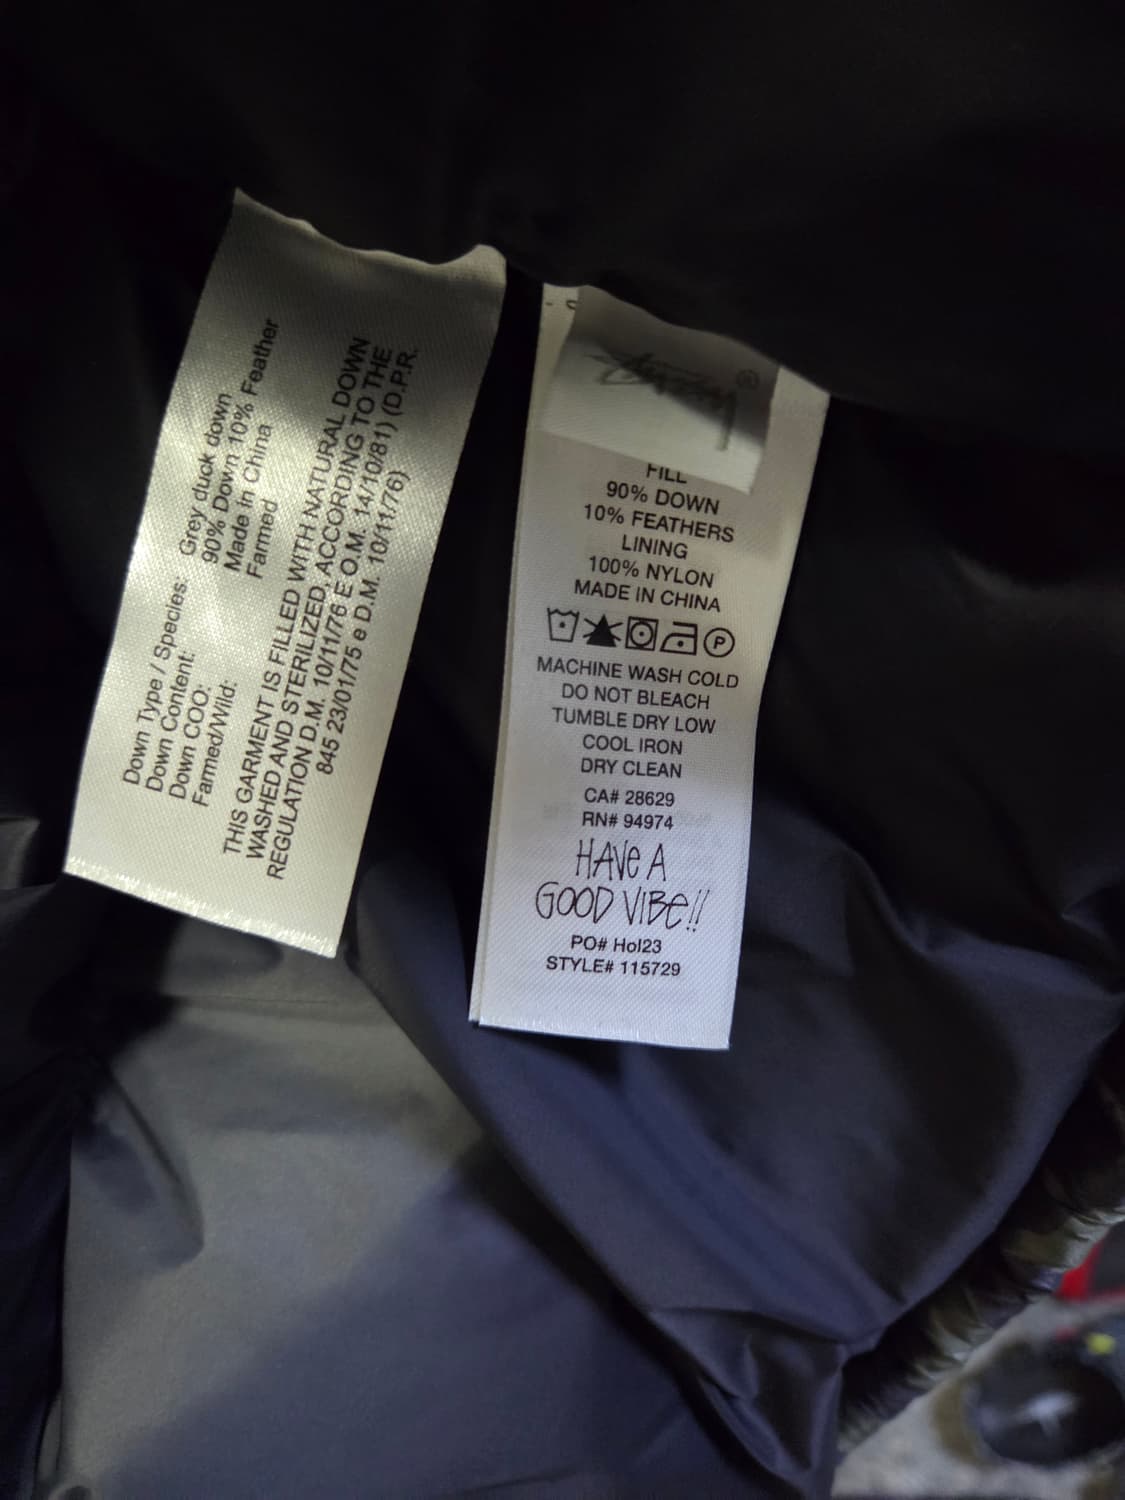 Down Type / Species: Grey duck down
Down Content: 90% Down 10% Feather
Down COO: Made in China
Farmed/Wild: Farmed
THIS GARMENT IS FILLED WITH NATURAL DOWN
WASHED AND STERILIZED, ACCORDING TO THE
REGULATION D.M. 10/11/76 E O.M. 14/10/81) (D.P.R.
845 23/01/75 e D.M. 10/11/76)
FILL
90% DOWN
10% FEATHERS
LINING
100% NYLON
MADE IN CHINA
P
MACHINE WASH COLD
DO NOT BLEACH
TUMBLE DRY LOW
COOL IRON
DRY CLEAN
CA# 28629
RN# 94974
HAVE A
GOOD VIBE!!
PO# Hol23
STYLE# 115729